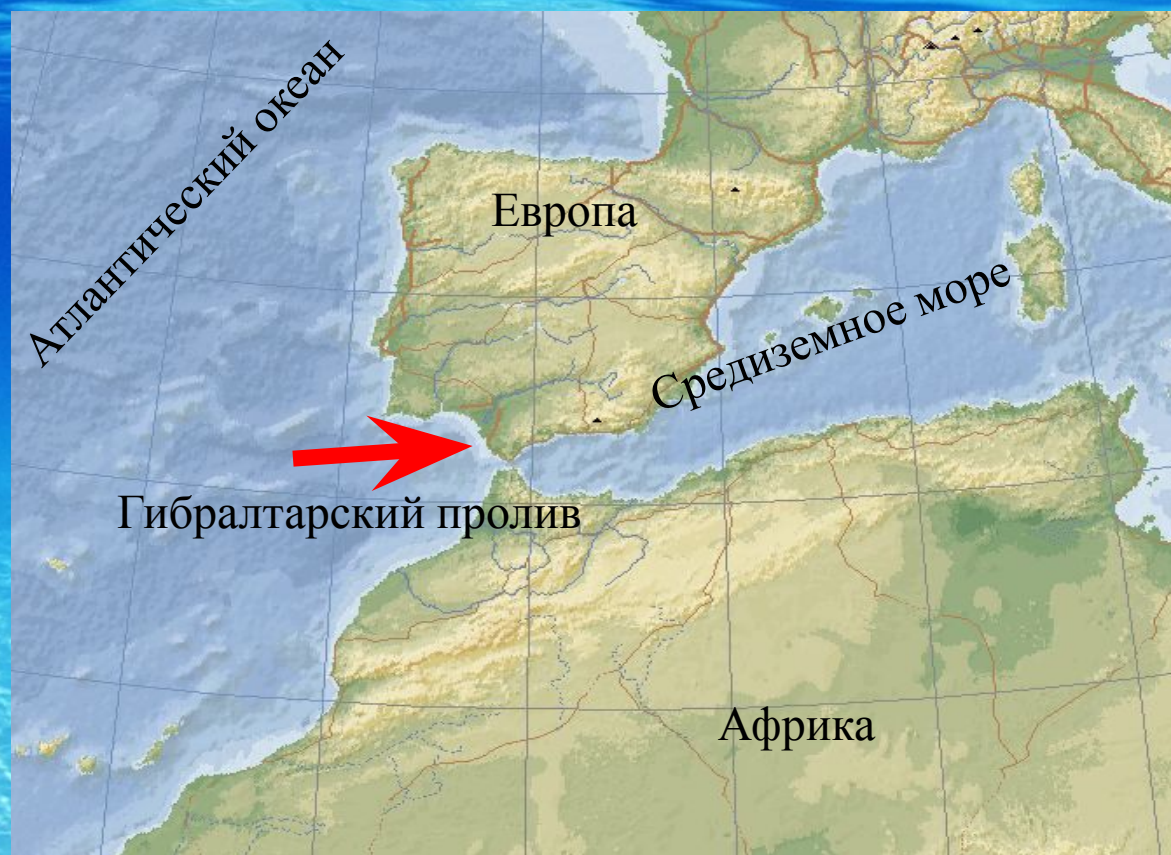 Атлантический океан
Европа
Средиземное море
Гибралтарский пролив
Африка